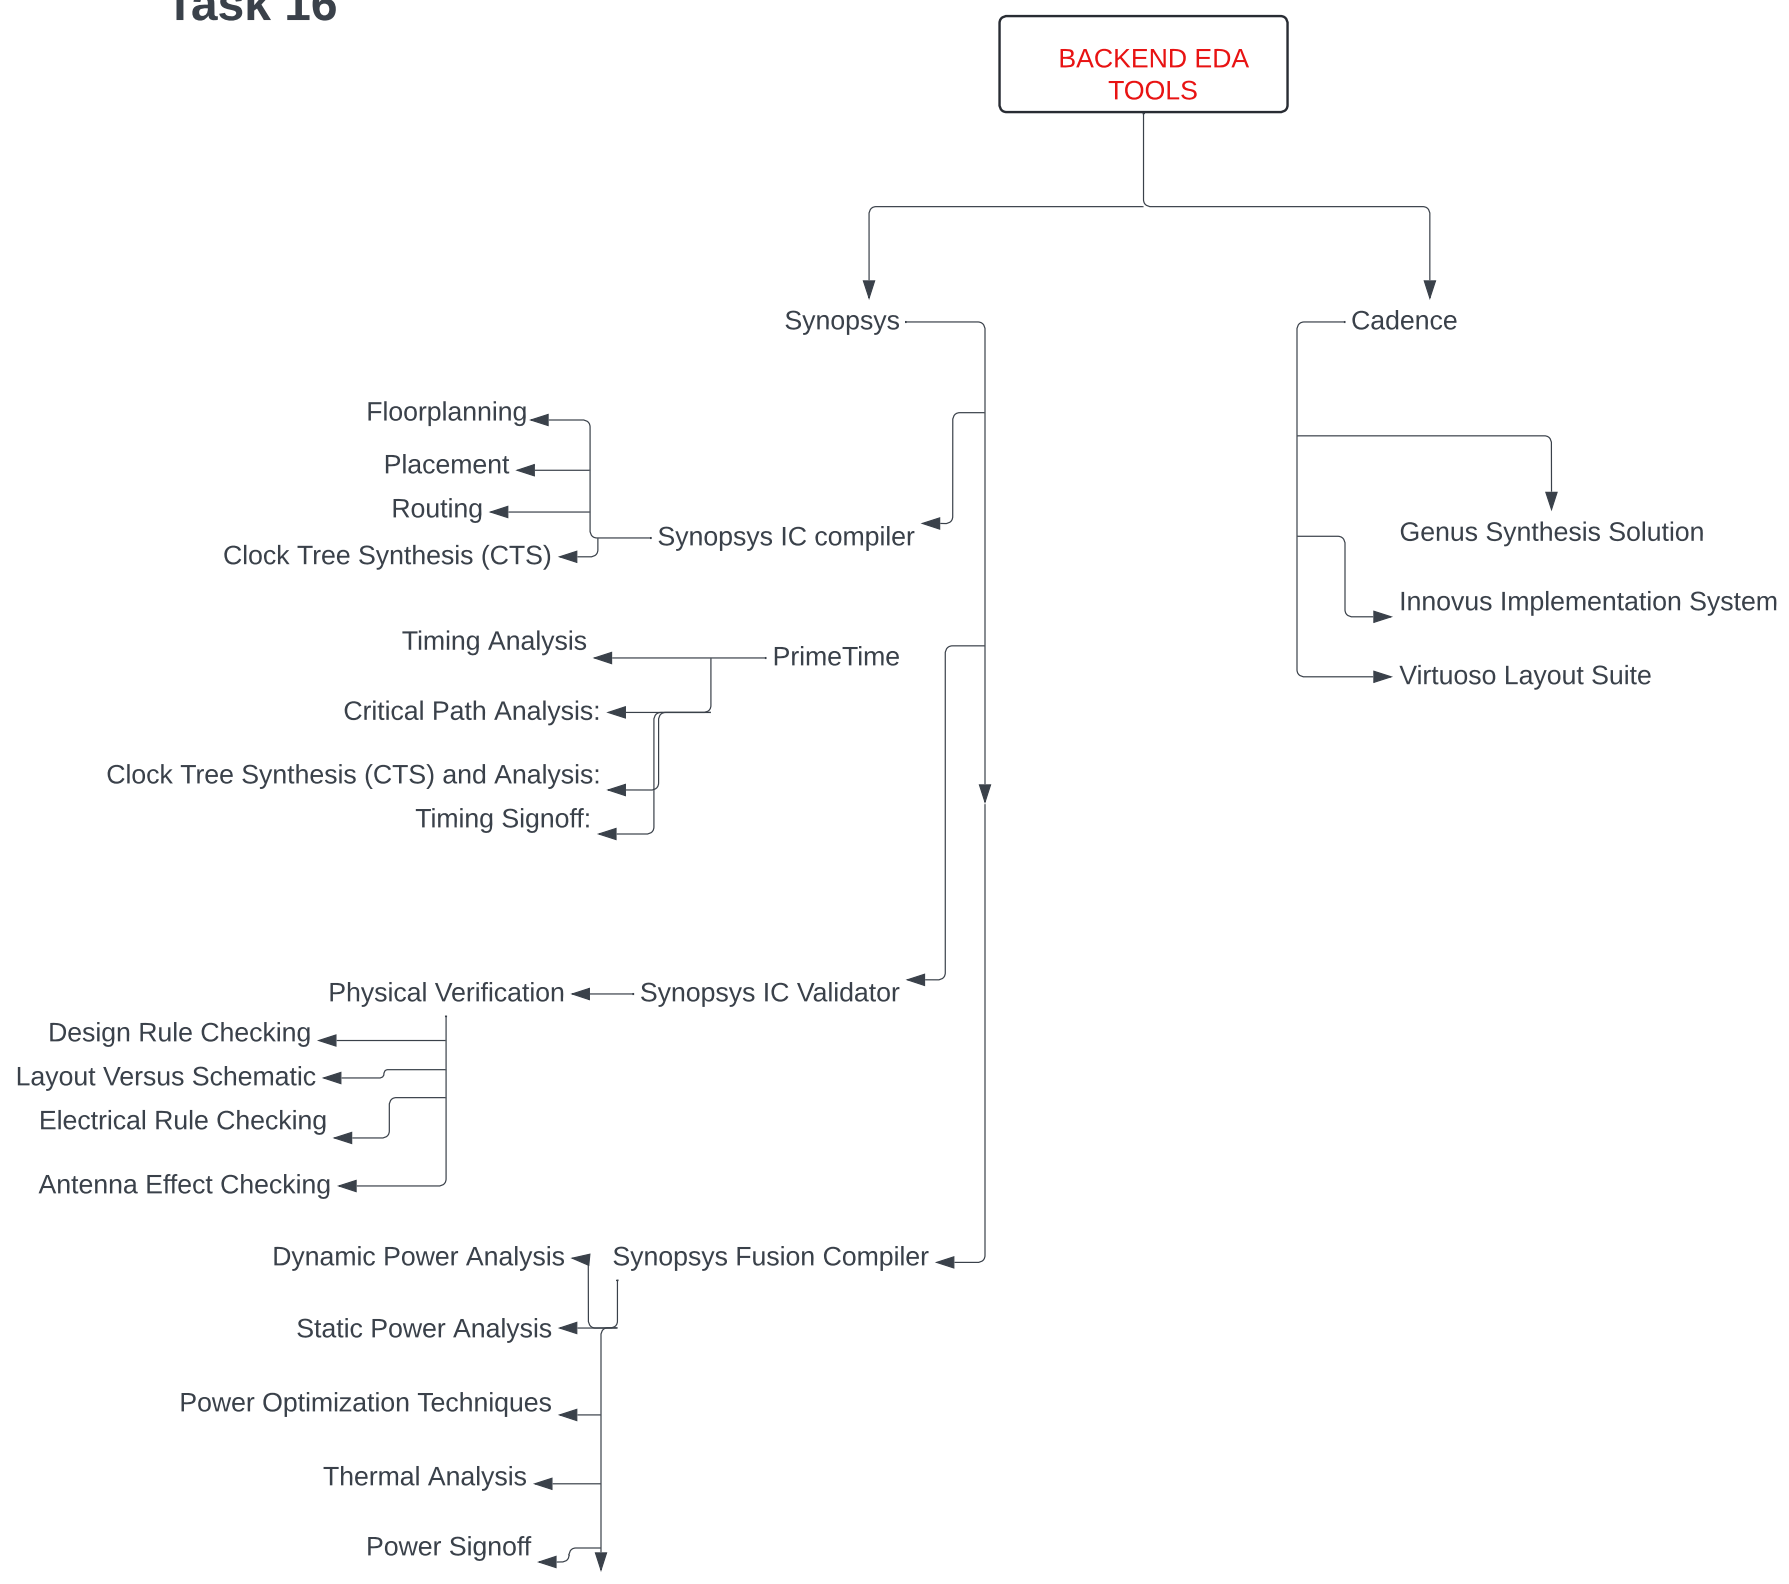 Task 16
BACKEND EDA
TOOLS
Synopsys
Cadence
Floorplanning
Placement
Routing
Clock Tree Synthesis (CTS)
Synopsys IC compiler
Genus Synthesis Solution
Innovus Implementation System
Virtuoso Layout Suite
Timing Analysis
PrimeTime
Critical Path Analysis:
Clock Tree Synthesis (CTS) and Analysis:
Timing Signoff:
Physical Verification
Synopsys IC Validator
Design Rule Checking
Layout Versus Schematic
Electrical Rule Checking
Antenna Effect Checking
Dynamic Power Analysis
Synopsys Fusion Compiler
Static Power Analysis
Power Optimization Techniques
Thermal Analysis
Power Signoff